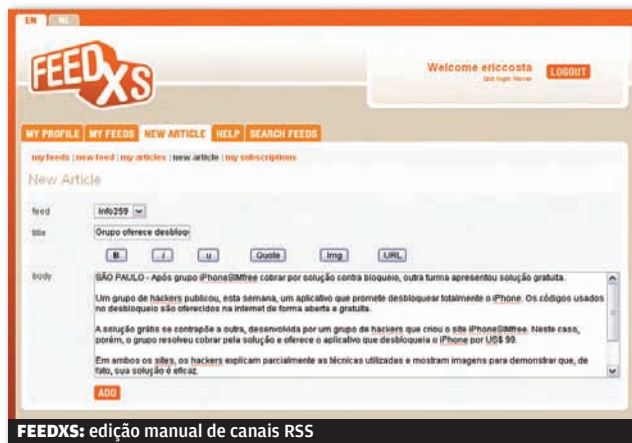 EN NL
FEEDXS
Welcome ericcosta
last login Never
LOGOUT
MY PROFILE MY FEEDS NEW ARTICLE HELP SEARCH FEEDS
my feeds | new feed | my articles | new article | my subscriptions
New Article
feed Info259
title Grupo oferece desbloq
B i u Quote Img URL
body SÃO PAULO - Após grupo iPhoneSIMfree cobrar por solução contra bloqueio, outra turma apresentou solução gratuita.
Um grupo de hackers publicou, esta semana, um aplicativo que promete desbloquear totalmente o iPhone. Os códigos usados
no desbloqueio são oferecidos na internet de forma aberta e gratuita.
A solução grátis se contrapõe a outra, desenvolvida por um grupo de hackers que criou o site iPhoneSIMfree. Neste caso,
porém, o grupo resolveu cobrar pela solução e oferece o aplicativo que desbloqueia o iPhone por US$ 99.
Em ambos os sites, os hackers explicam parcialmente as técnicas utilizadas e mostram imagens para demonstrar que, de
fato, sua solução é eficaz.
ADD
FEEDXS: edição manual de canais RSS